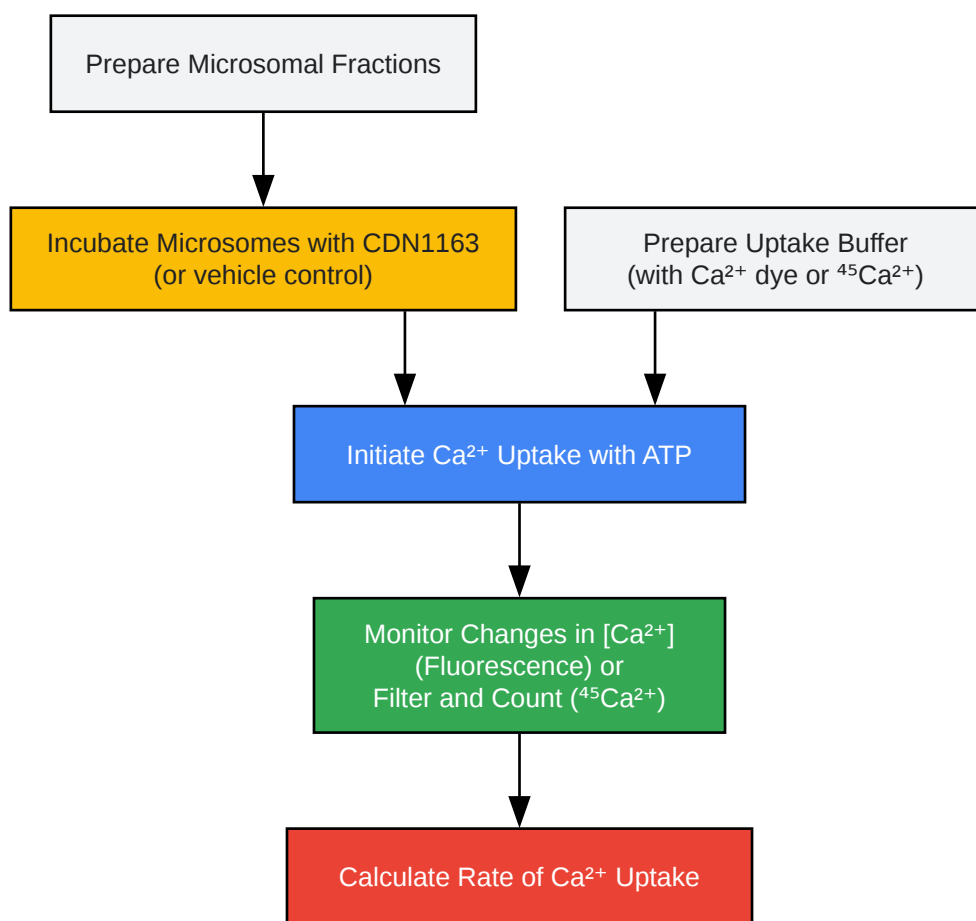 Prepare Microsomal Fractions
Incubate Microsomes with CDN1163
(or vehicle control)
Prepare Uptake Buffer
(with Ca²⁺ dye or ⁴⁵Ca²⁺)
Initiate Ca²⁺ Uptake with ATP
Monitor Changes in [Ca²⁺]
(Fluorescence) or
Filter and Count (⁴⁵Ca²⁺)
Calculate Rate of Ca²⁺ Uptake